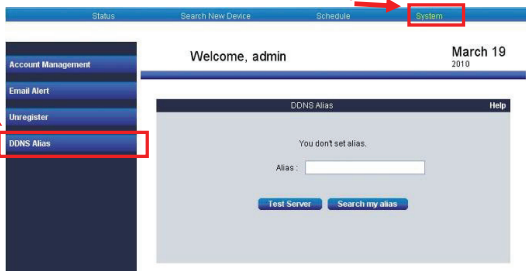 Status Search New Device Schedule System
Welcome, admin
March 19
2010
Account Management
Email Alert
Unregister
DDNS Alias
DDNS Alias Help
You don't set alias.
Alias :
Test Server Search my alias